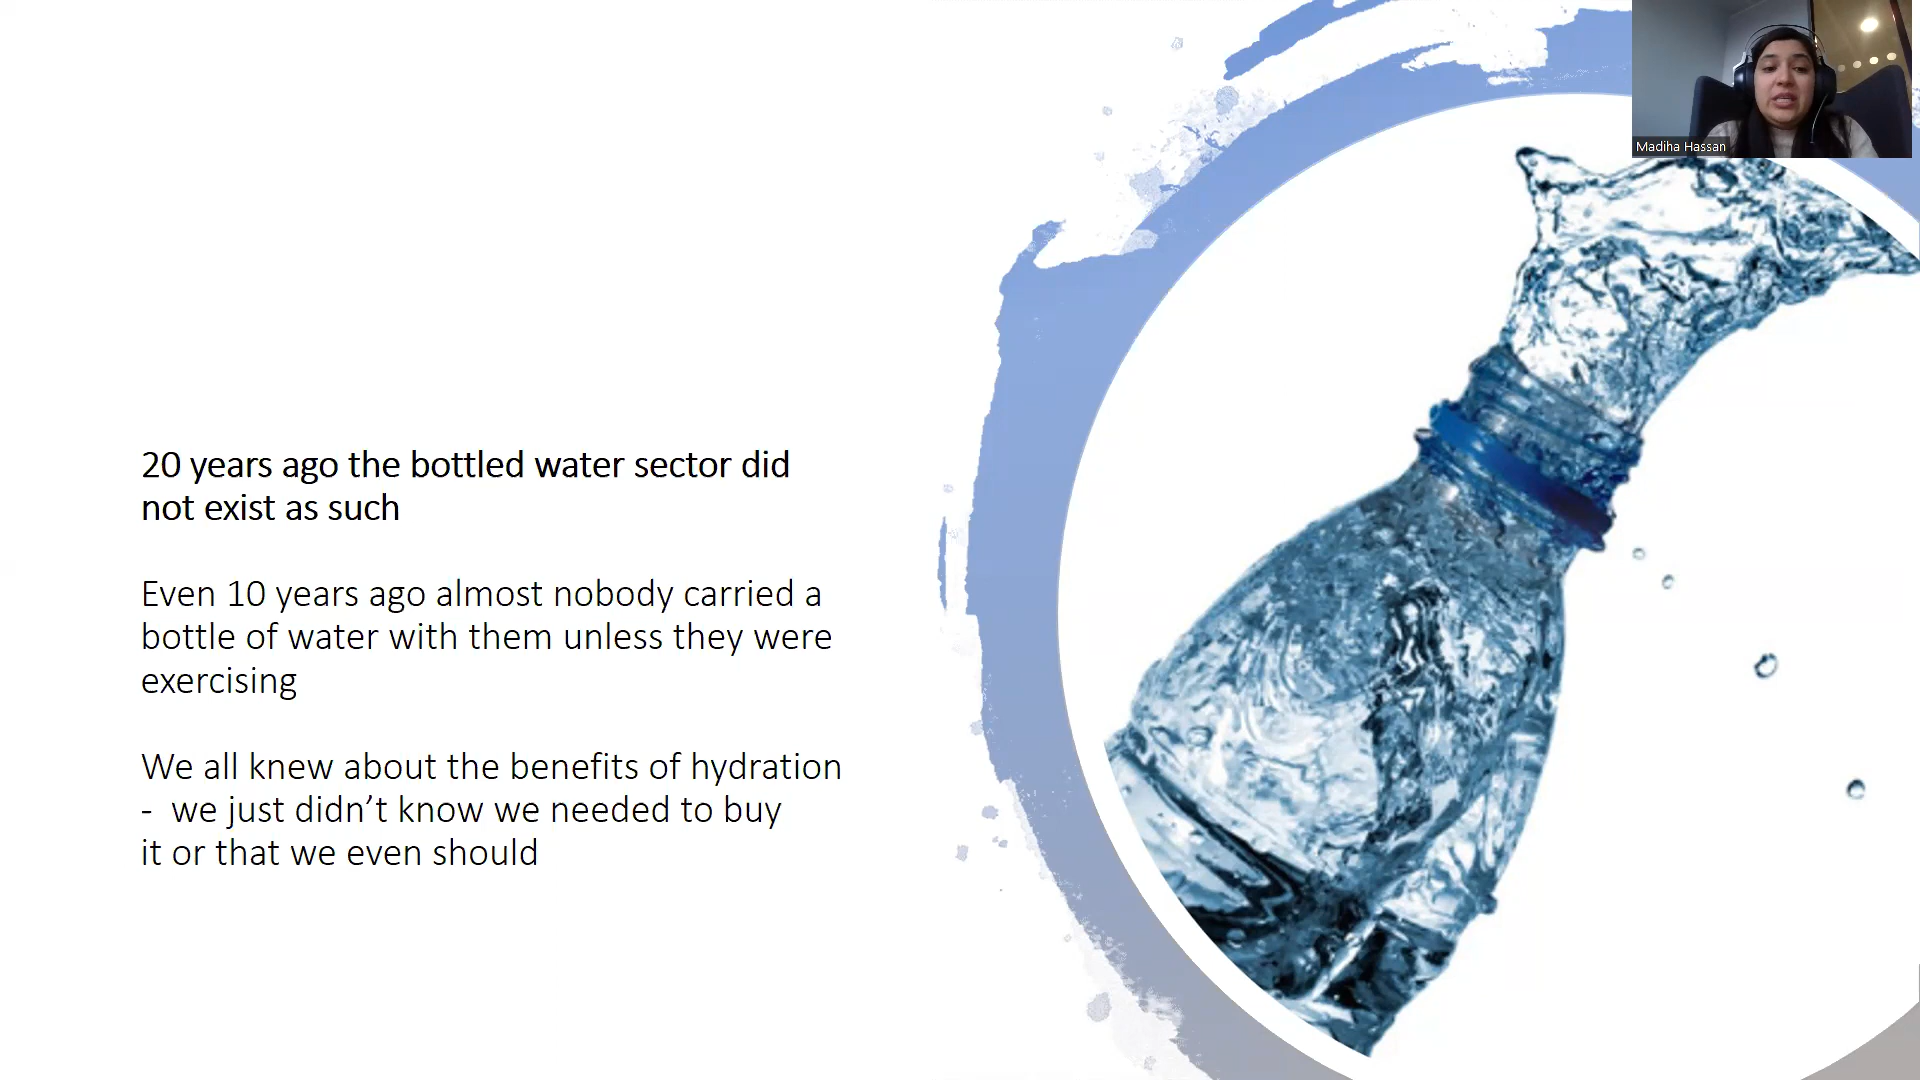 Madiha Hassan
20 years ago the bottled water sector did
not exist as such
Even 10 years ago almost nobody carried a
bottle of water with them unless they were
exercising
We all knew about the benefits of hydration
- we just didn’t know we needed to buy
it or that we even should